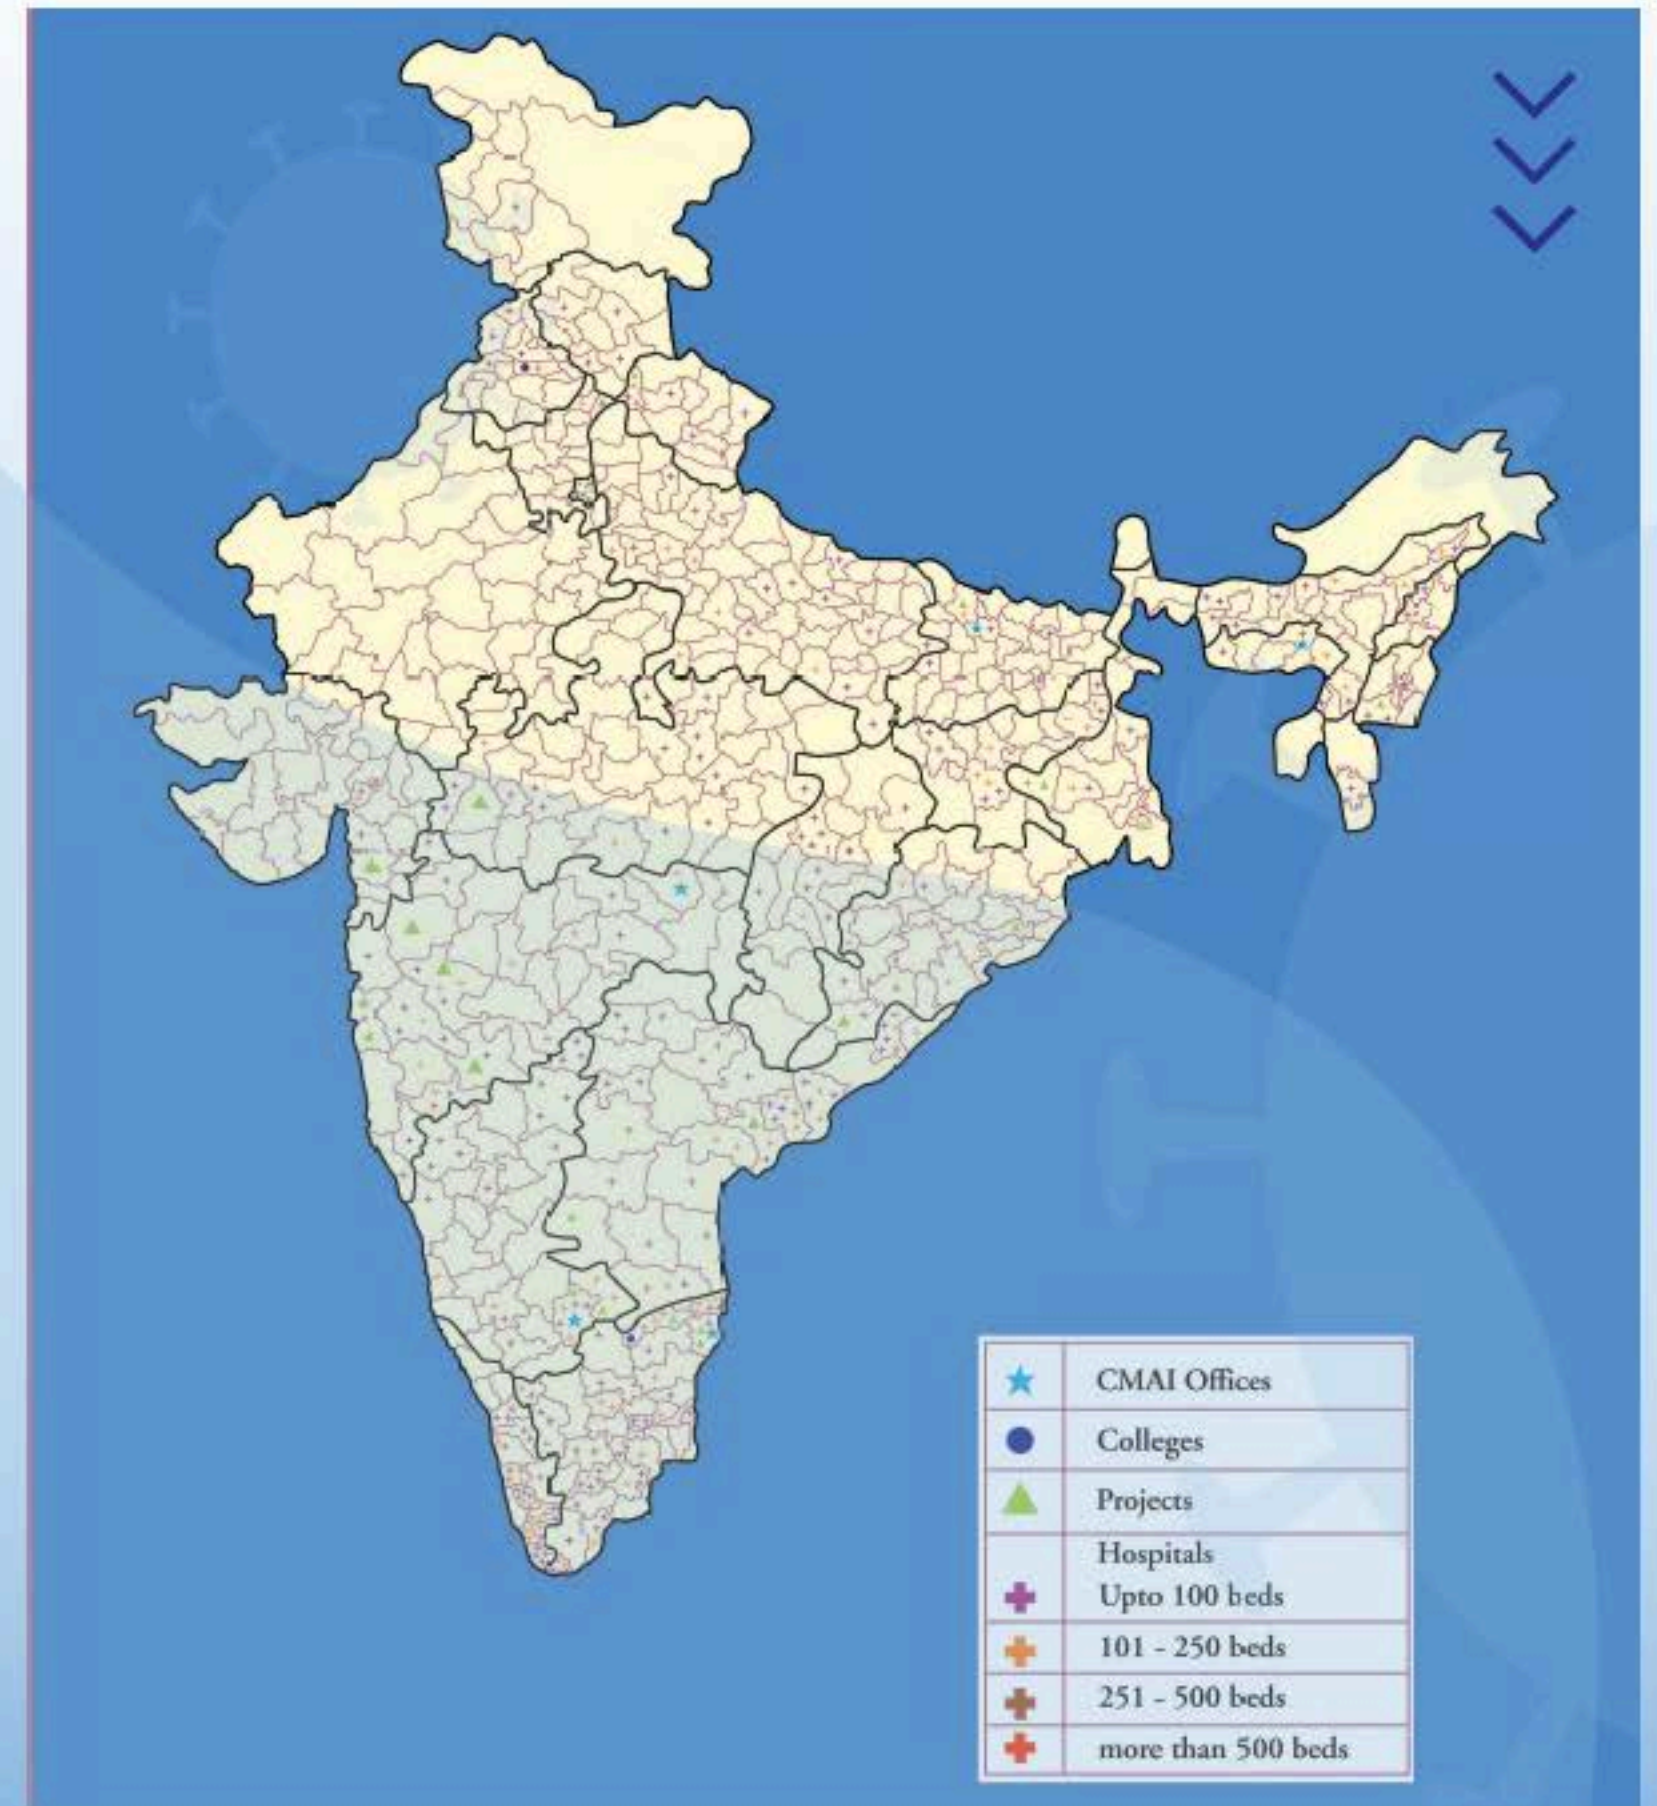 CMAI Offices
Colleges
Projects
Hospitals
Upto 100 beds
101 - 250 beds
251 - 500 beds
more than 500 beds